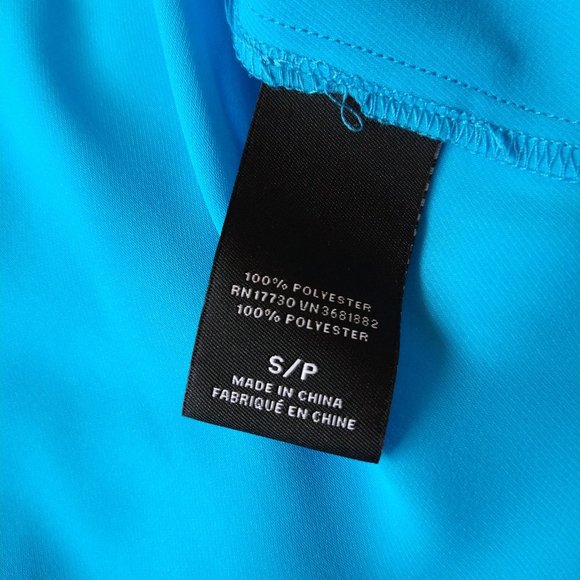 100% POLYESTER
RN17730 VN3681882
100% POLYESTER
S/P
MADE IN CHINA
FABRIQUÉ EN CHINE